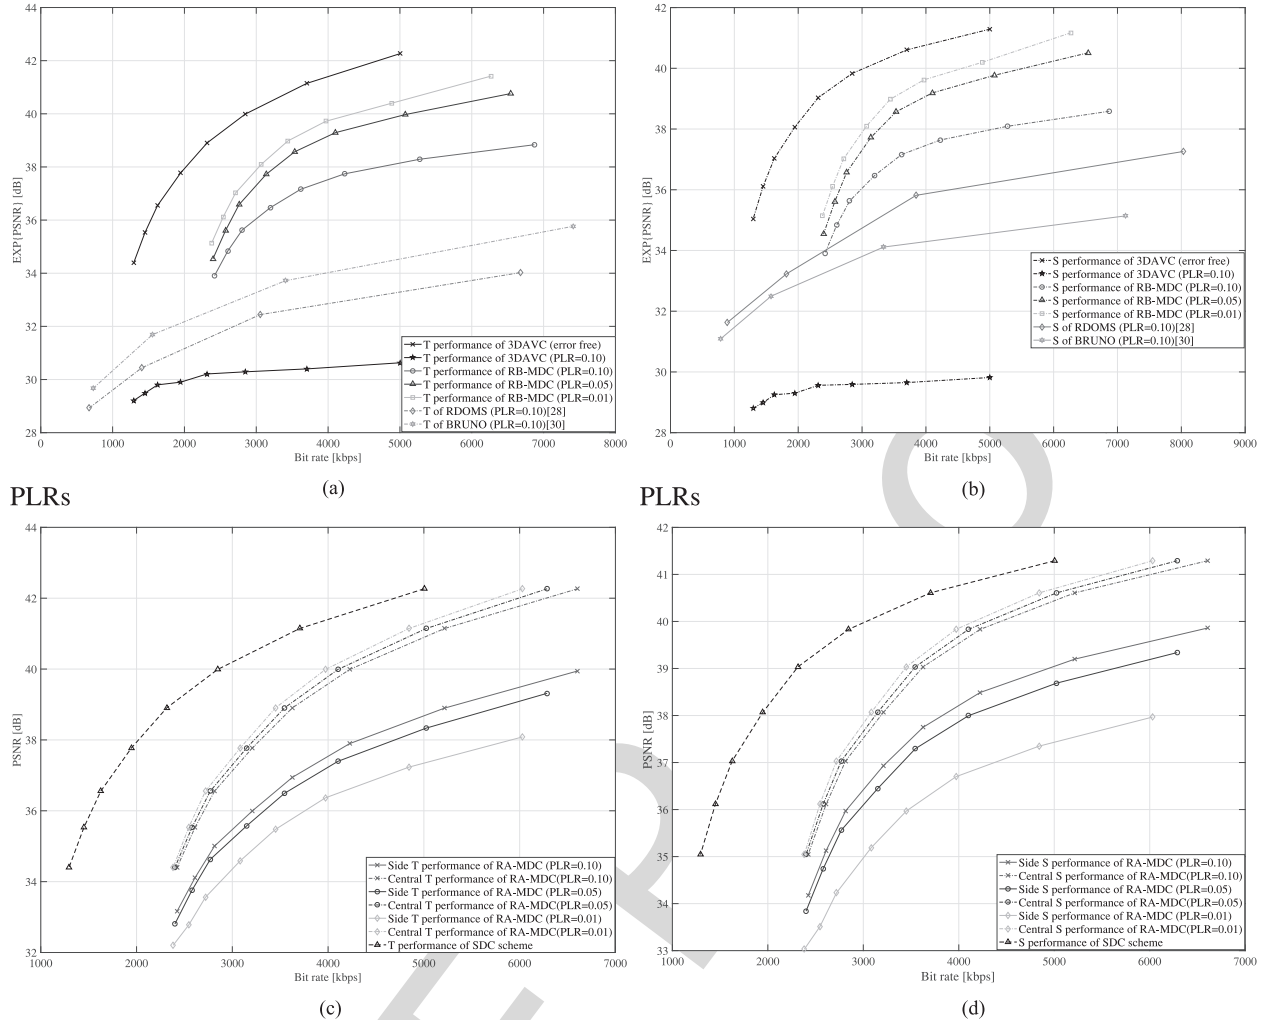 44
42
40
38
36
34
32
30
28
EXP{PSNR} [dB]
0 1000 2000 3000 4000 5000 6000 7000 8000
Bit rate [kbps]
T performance of 3DAVC (error free)
T performance of 3DAVC (PLR=0.10)
T performance of RB-MDC (PLR=0.10)
T performance of RB-MDC (PLR=0.05)
T performance of RB-MDC (PLR=0.01)
T of RDOMS (PLR=0.10)[28]
T of BRUNO (PLR=0.10)[30]
(a)
42
40
38
36
34
32
30
28
EXP{PSNR} [dB]
0 1000 2000 3000 4000 5000 6000 7000 8000 9000
Bit rate [kbps]
S performance of 3DAVC (error free)
S performance of 3DAVC (PLR=0.10)
S performance of RB-MDC (PLR=0.10)
S performance of RB-MDC (PLR=0.05)
S performance of RB-MDC (PLR=0.01)
S of RDOMS (PLR=0.10)[28]
S of BRUNO (PLR=0.10)[30]
(b)
PLRs
PLRs
44
42
40
38
36
34
32
PSNR [dB]
1000 2000 3000 4000 5000 6000 7000
Bit rate [kbps]
Side T performance of RA-MDC (PLR=0.10)
Central T performance of RA-MDC(PLR=0.10)
Side T performance of RA-MDC (PLR=0.05)
Central T performance of RA-MDC(PLR=0.05)
Side T performance of RA-MDC (PLR=0.01)
Central T performance of RA-MDC(PLR=0.01)
T performance of SDC scheme
(c)
42
41
40
39
38
37
36
35
34
33
PSNR [dB]
1000 2000 3000 4000 5000 6000 7000
Bit rate [kbps]
Side S performance of RA-MDC (PLR=0.10)
Central S performance of RA-MDC(PLR=0.10)
Side S performance of RA-MDC (PLR=0.05)
Central S performance of RA-MDC(PLR=0.05)
Side S performance of RA-MDC (PLR=0.01)
Central S performance of RA-MDC(PLR=0.01)
S performance of SDC scheme
(d)